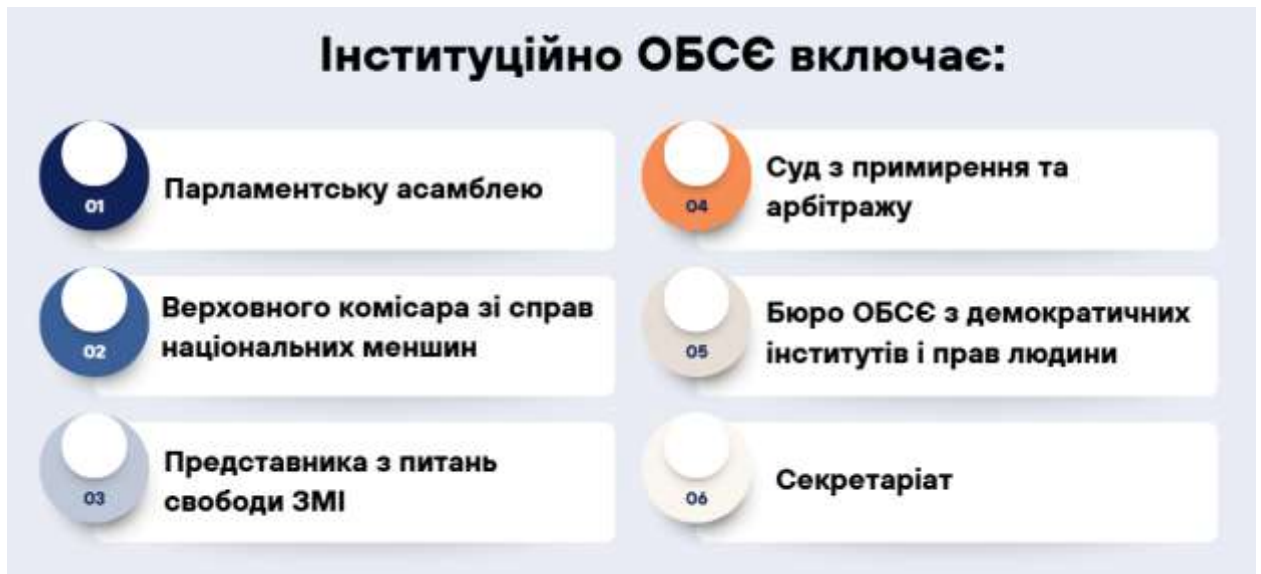 Інституційно ОБСЄ включає:
01
Парламентську асамблею
02
Верховного комісара зі справ
національних меншин
03
Представника з питань
свободи ЗМІ
04
Суд з примирення та
арбітражу
05
Бюро ОБСЄ з демократичних
інститутів і прав людини
06
Секретаріат